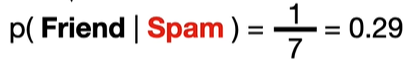 p( Friend | Spam ) = 1/7 = 0.29